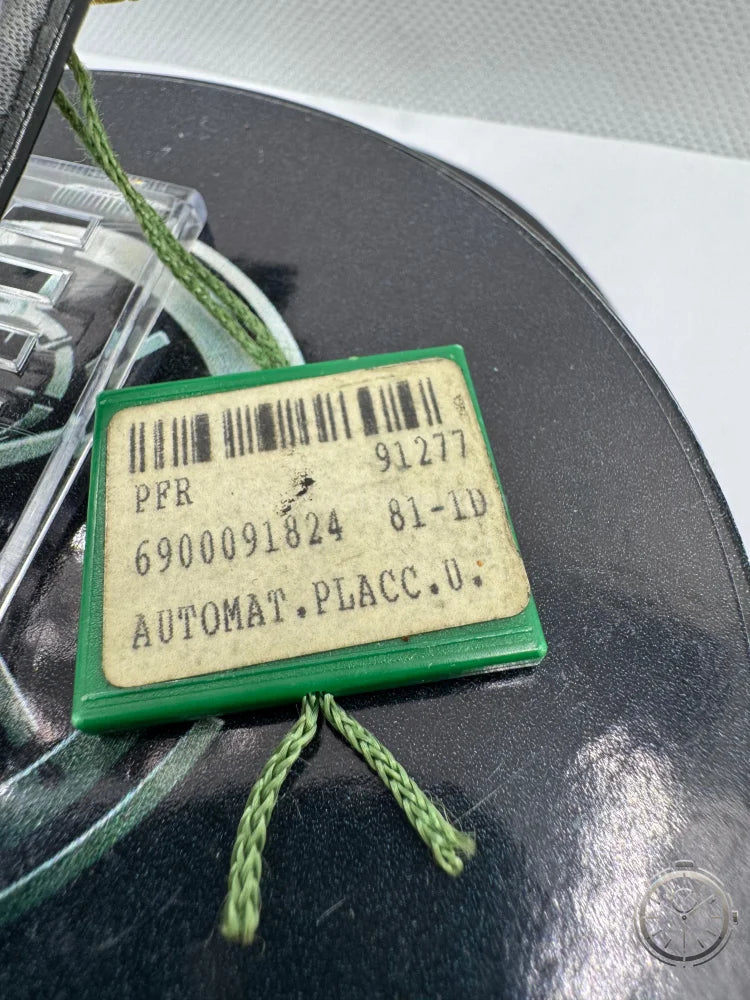 91277
PFR
6900091824 81-1D
AUTOMAT.PLACC.U.